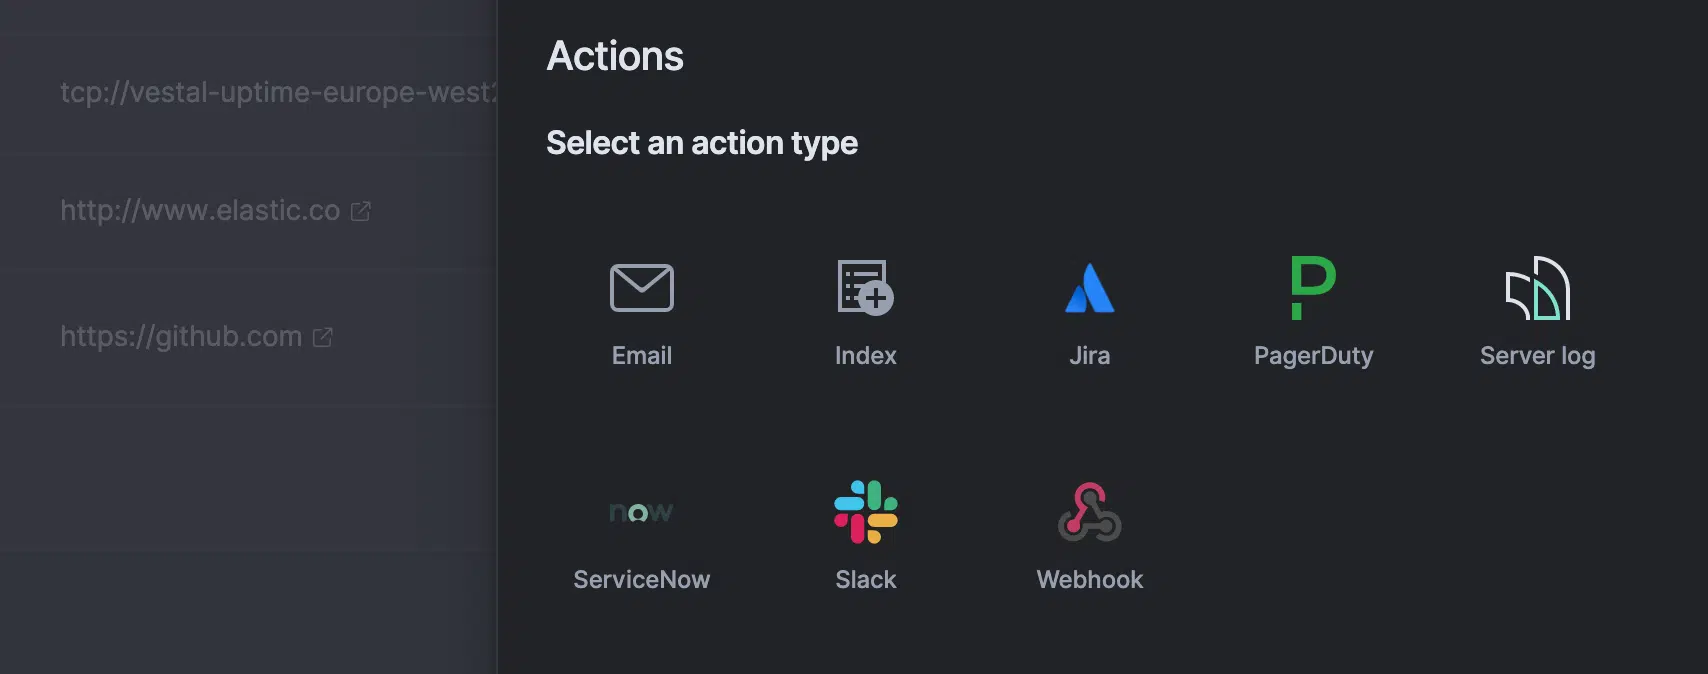 tcp://vestal-uptime-europe-west
http://www.elastic.co
https://github.com
Actions
Select an action type
Email
Index
Jira
PagerDuty
Server log
now
ServiceNow
Slack
Webhook